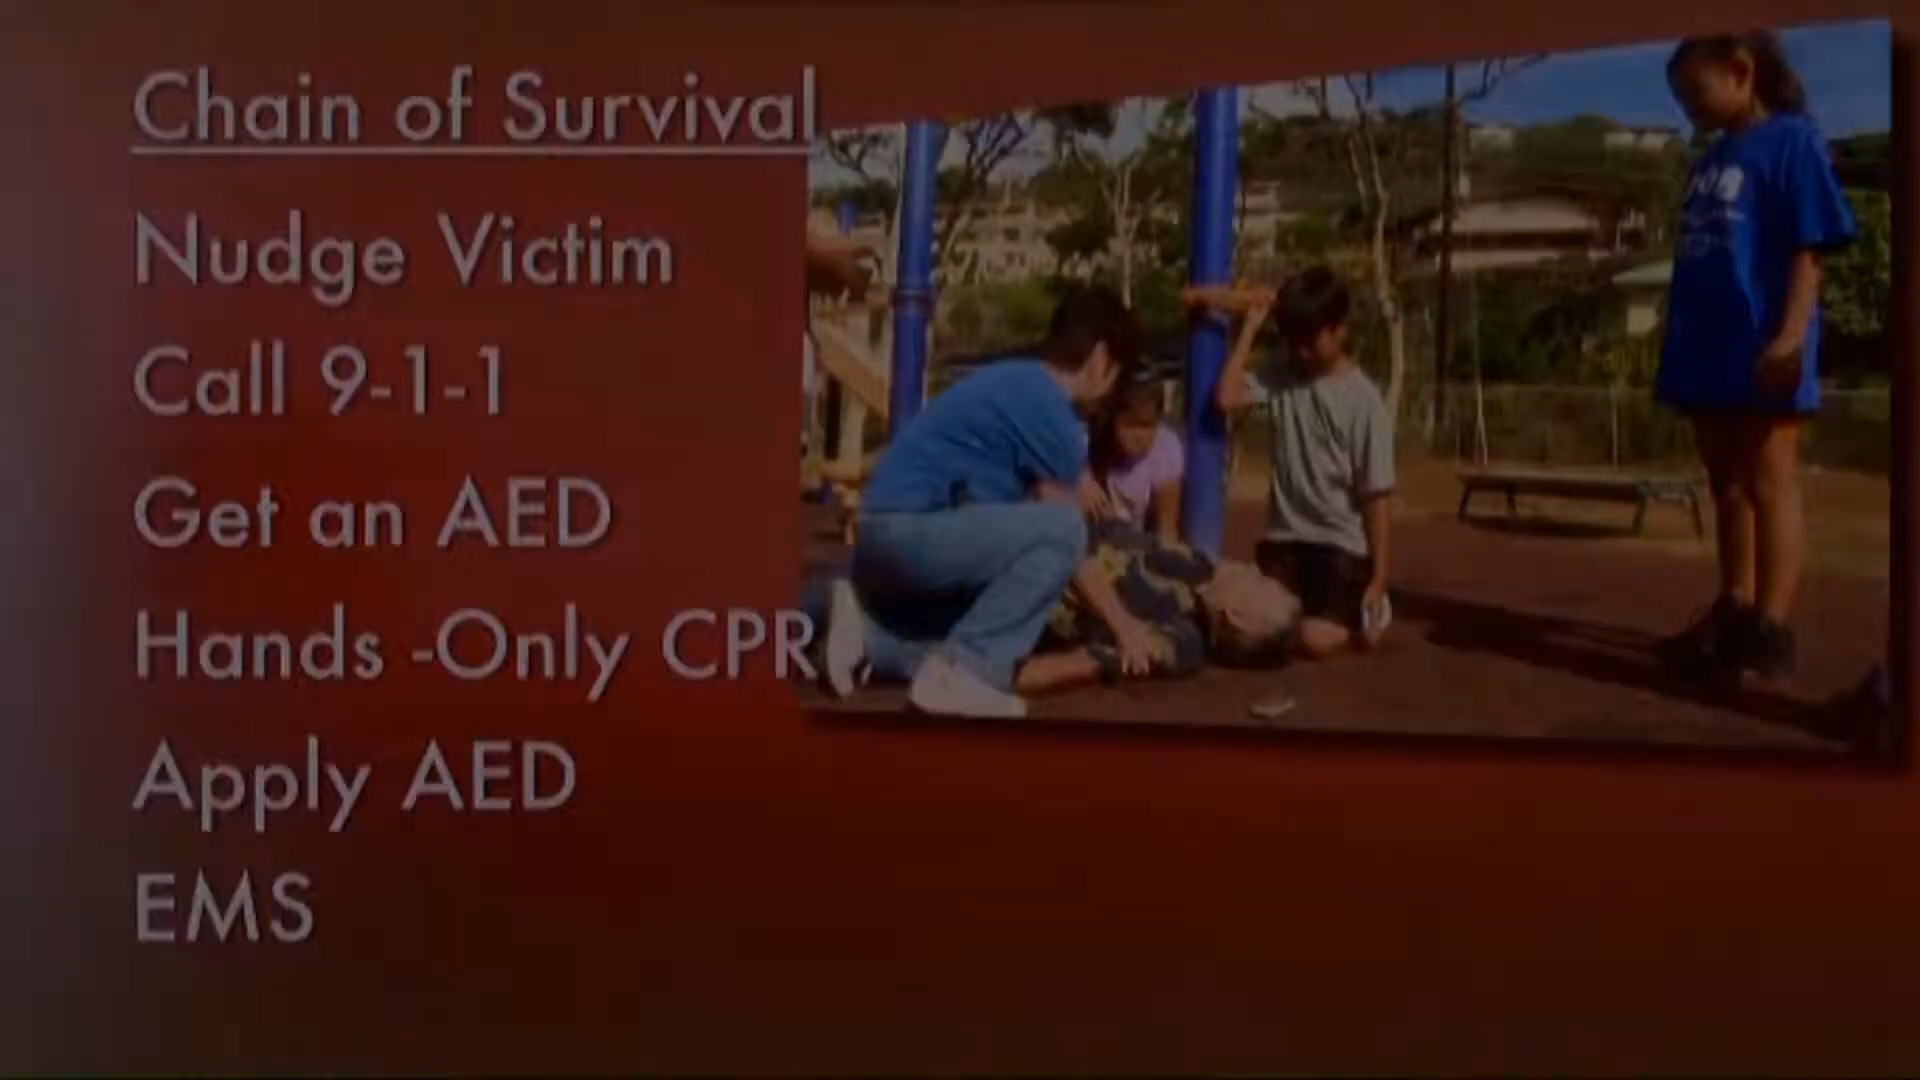 Chain of Survival
Nudge Victim
Call 9-1-1
Get an AED
Hands -Only CPR
Apply AED
EMS